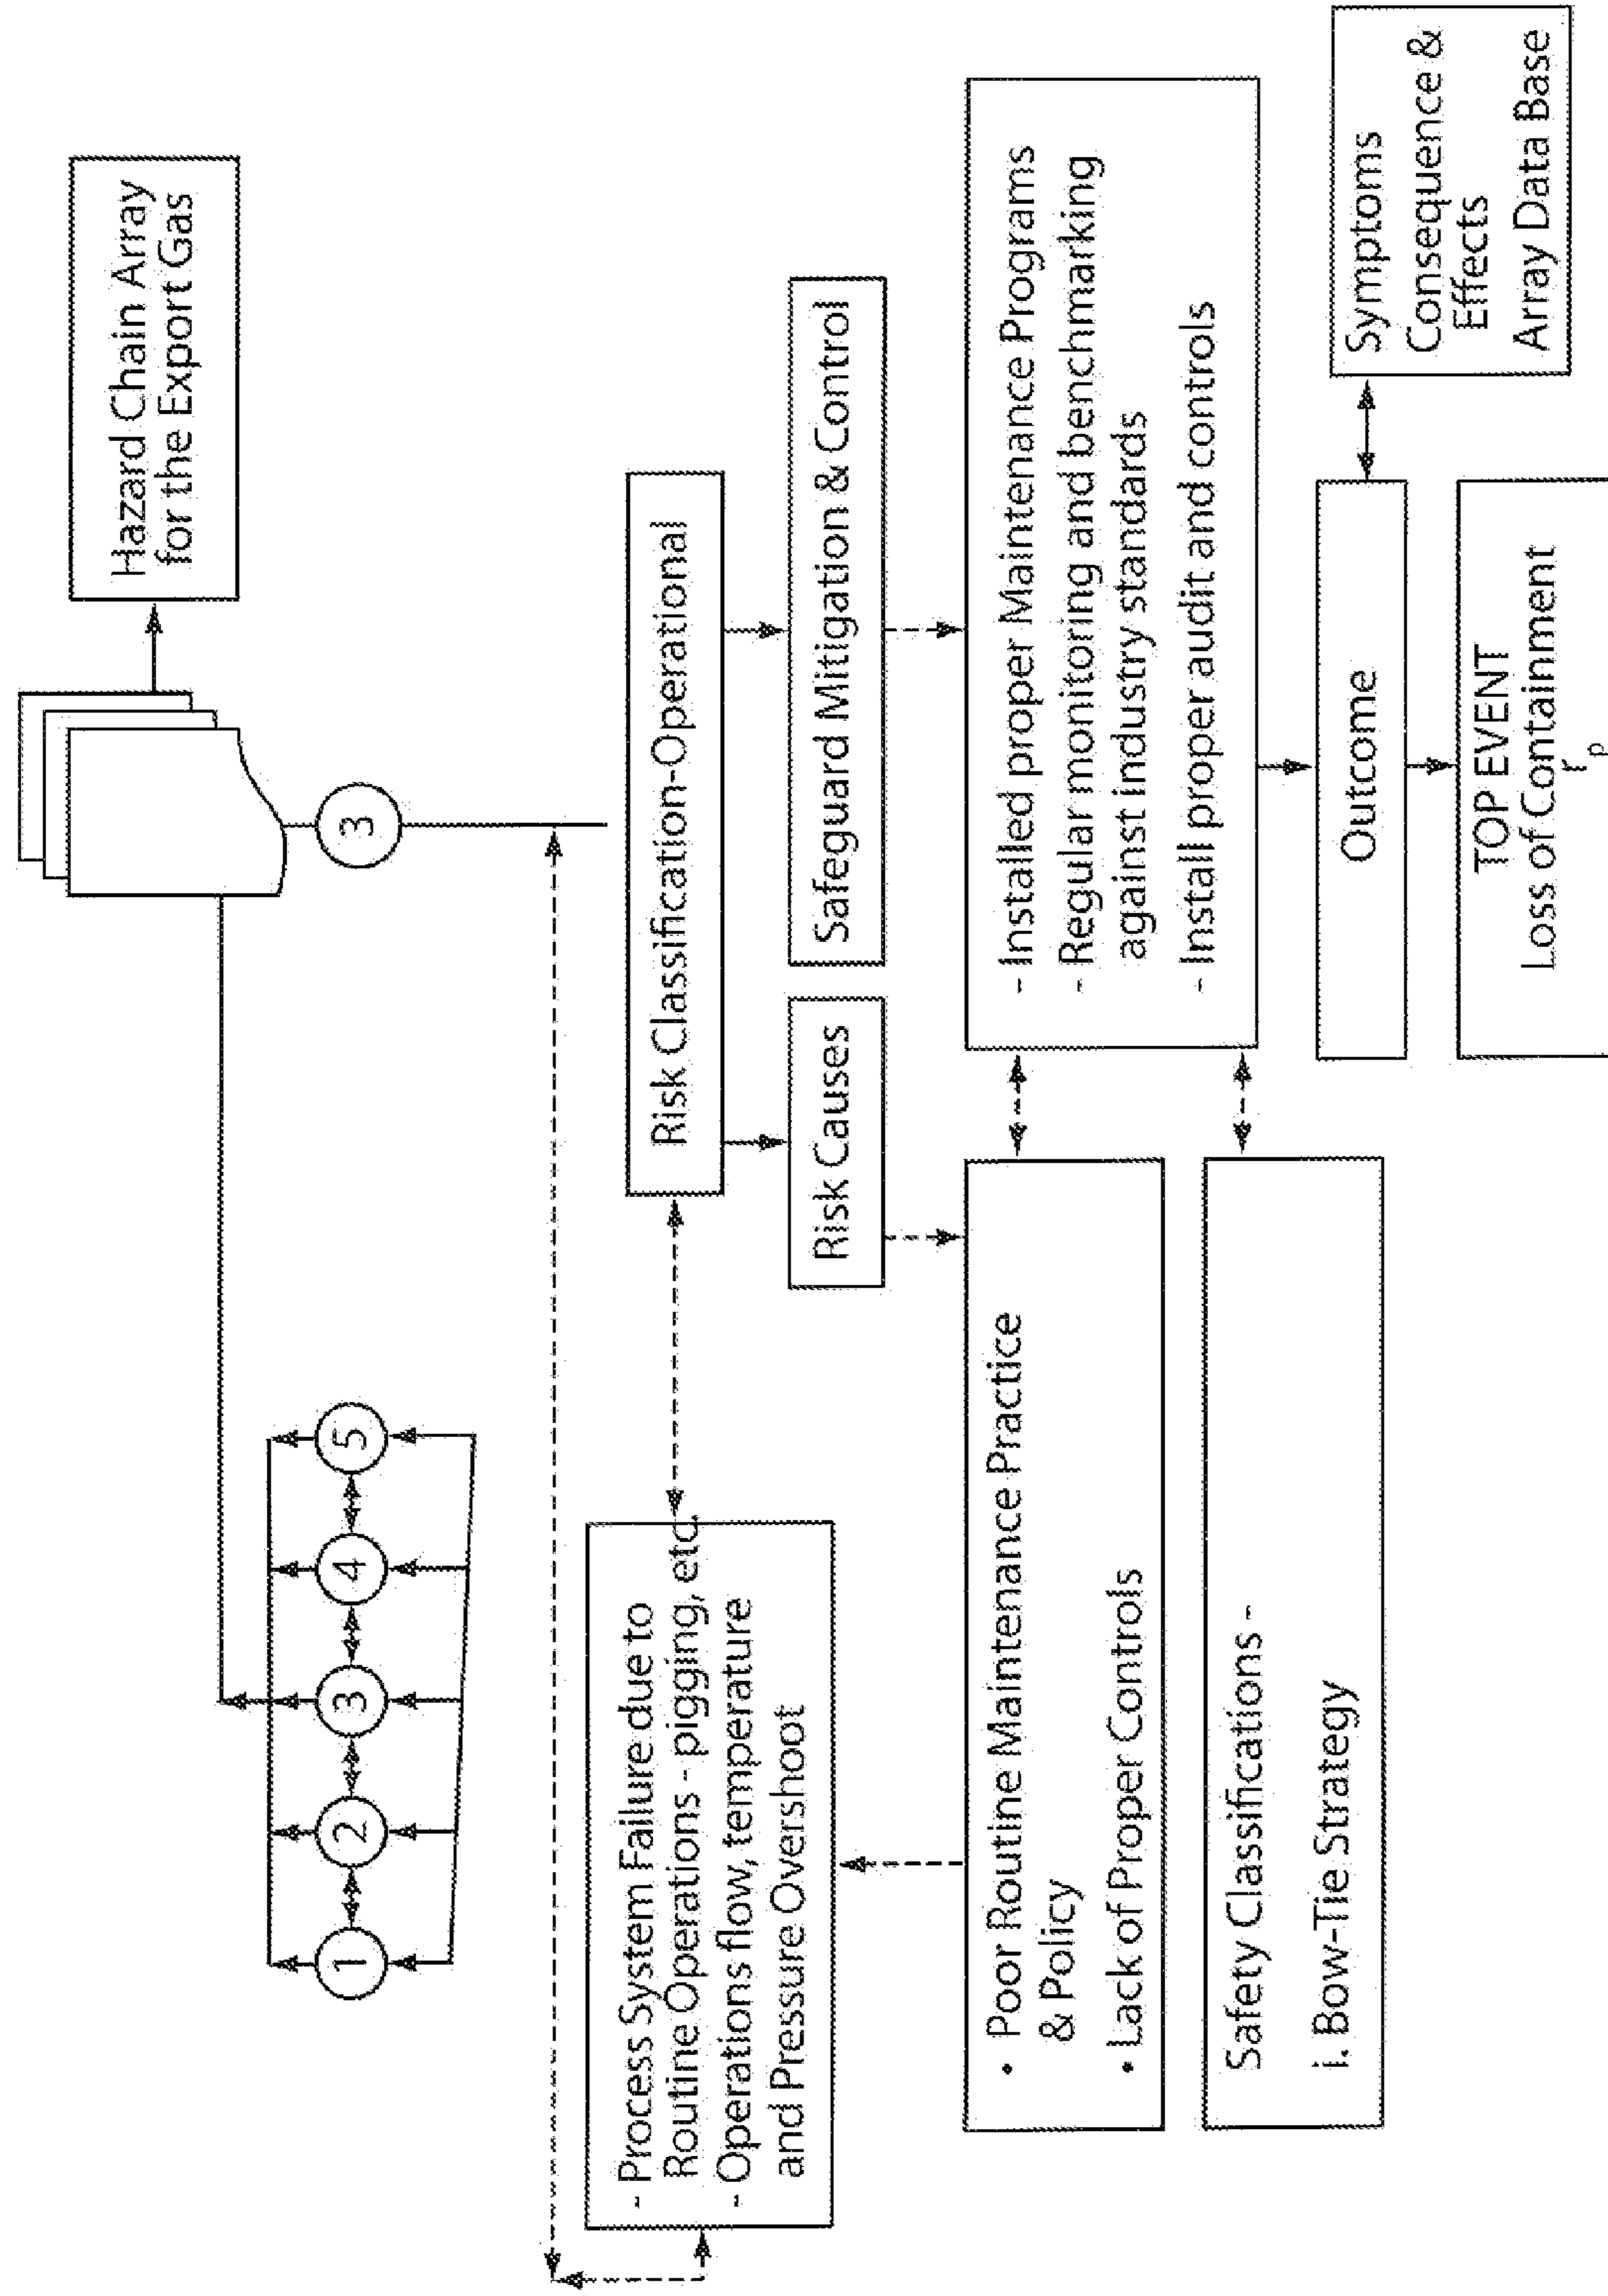 Hazard Chain Array
for the Export Gas
3
1
2
3
4
5
- Process System Failure due to
Routine Operations - pigging, etc.
- Operations flow, temperature
and Pressure Overshoot
Risk Classification-Operational
Risk Causes
Safeguard Mitigation & Control
• Poor Routine Maintenance Practice
& Policy
• Lack of Proper Controls
- Installed proper Maintenance Programs
- Regular monitoring and benchmarking
against industry standards
- Install proper audit and controls
Safety Classifications -
i. Bow-Tie Strategy
Outcome
Symptoms
Consequence &
Effects
Array Data Base
TOP EVENT
Loss of Containment
r p